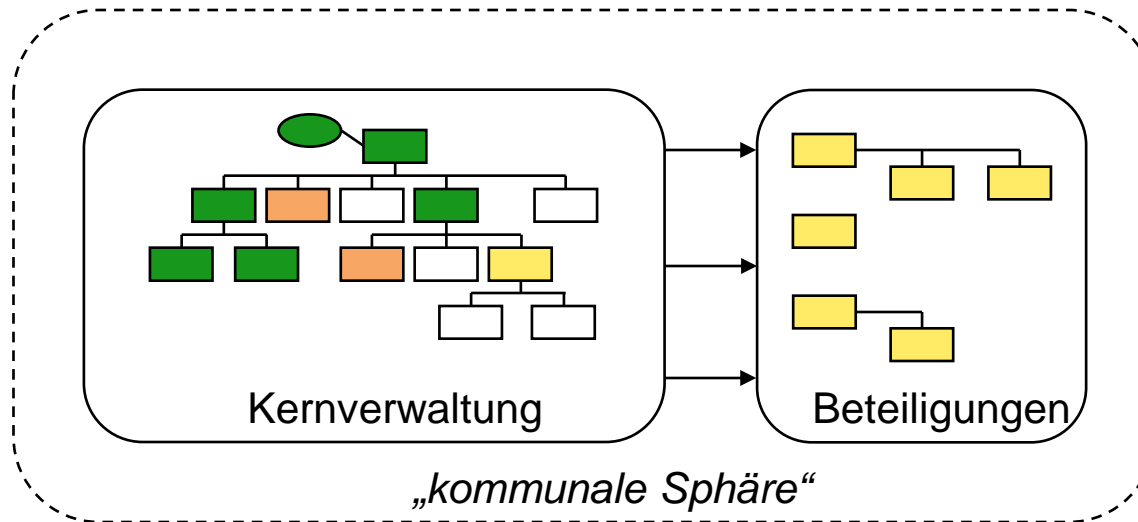 Kernverwaltung
Beteiligungen
„kommunale Sphäre“